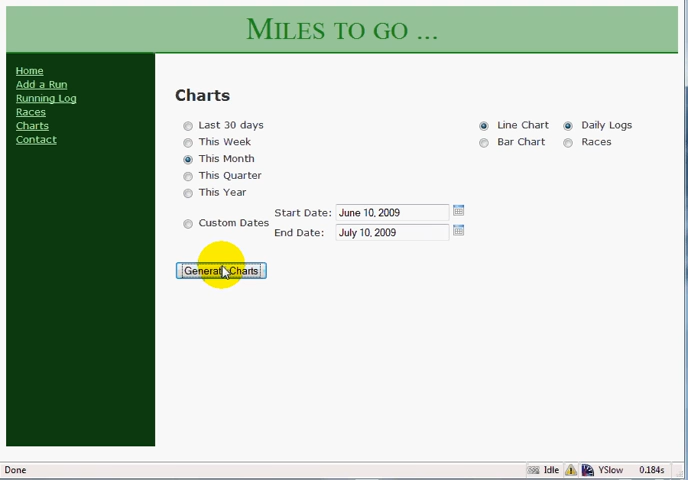 MILES TO GO ...
Home
Add a Run
Running Log
Races
Charts
Contact
Charts
Last 30 days
This Week
This Month
This Quarter
This Year
Custom Dates
Start Date: June 10, 2009
End Date: July 10, 2009
Line Chart Daily Logs
Bar Chart Races
Generate Charts
Done Idle YSlow 0.184s